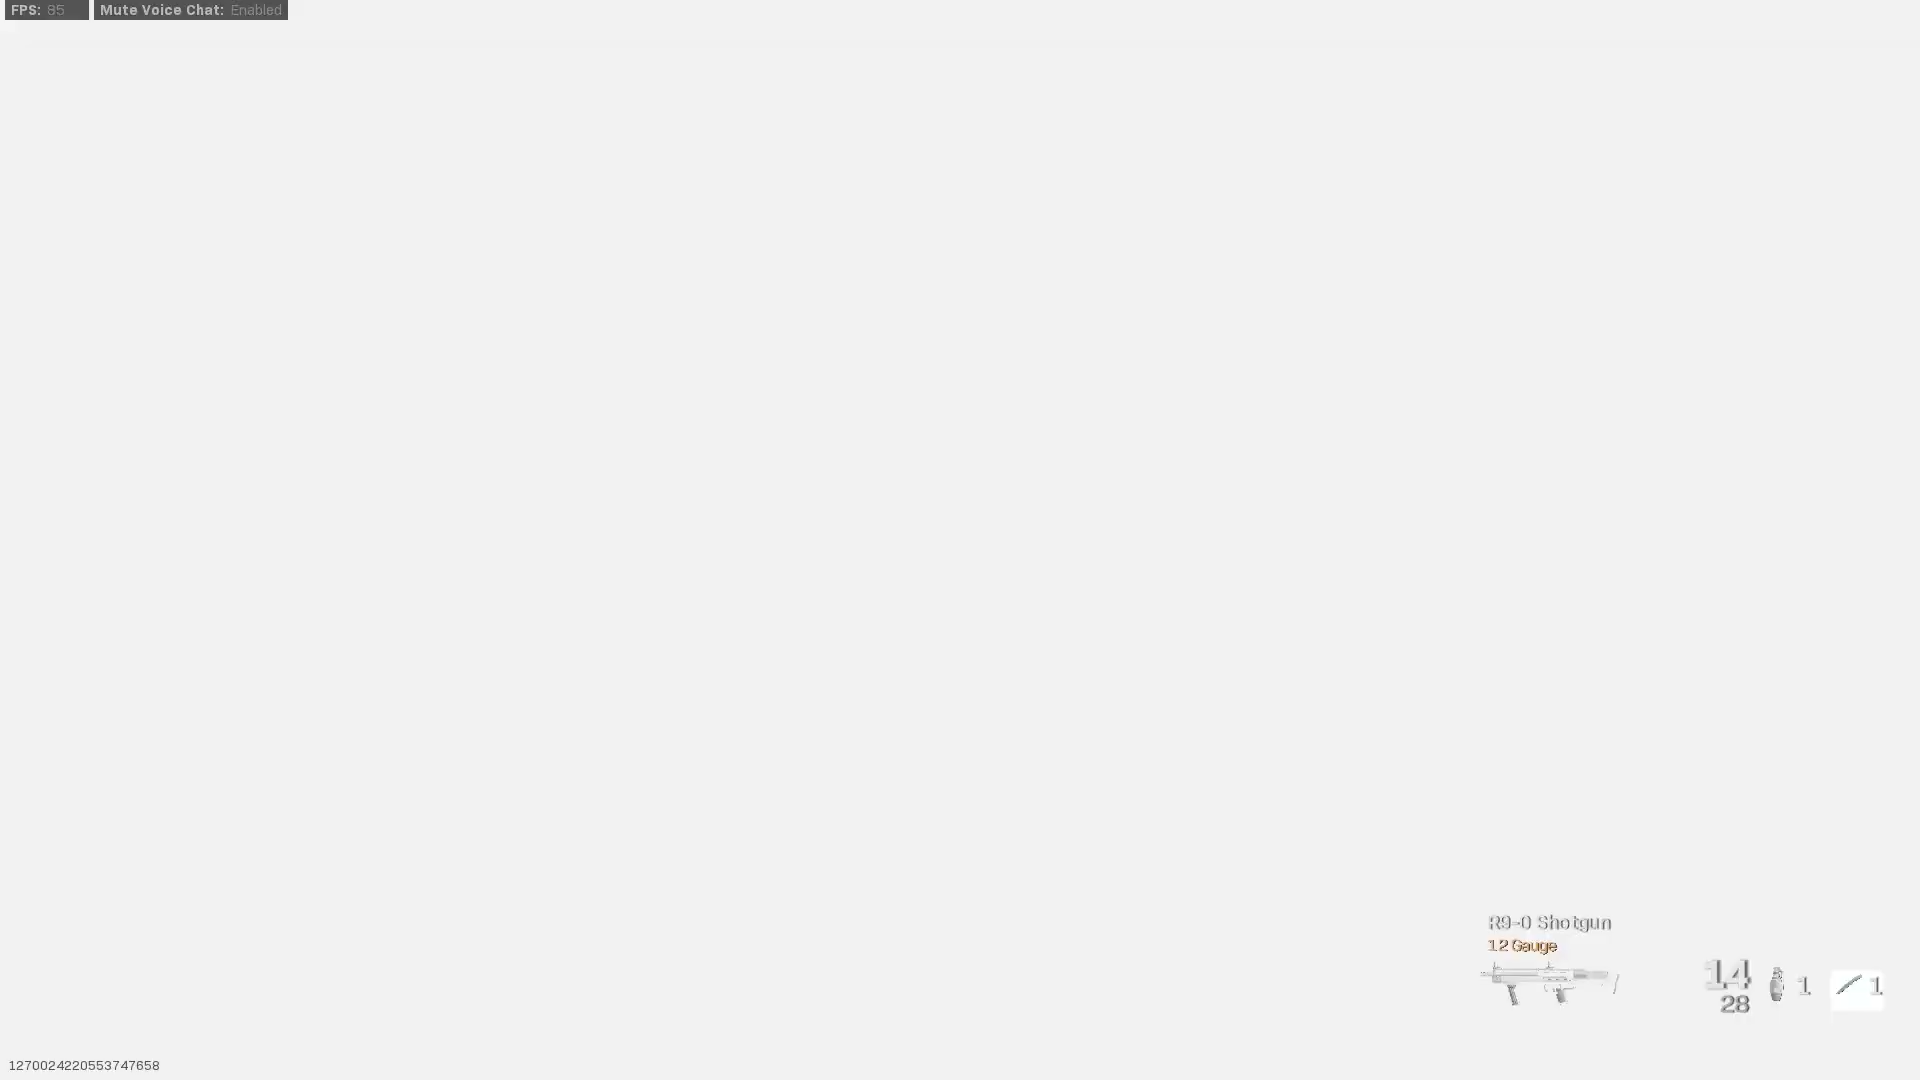 FPS: 85 Mute Voice Chat: Enabled
R9-0 Shotgun
12 Gauge
14
28
1
1
1270024220553747658